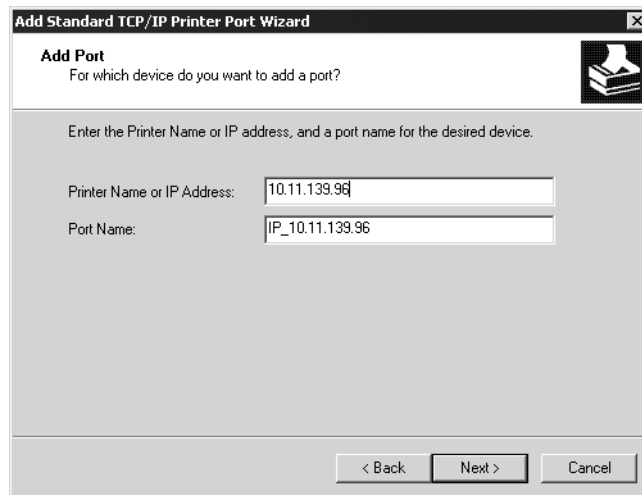 Add Standard TCP/IP Printer Port Wizard
Add Port
For which device do you want to add a port?
Enter the Printer Name or IP address, and a port name for the desired device.
Printer Name or IP Address: 10.11.139.96
Port Name: IP_10.11.139.96
< Back Next > Cancel